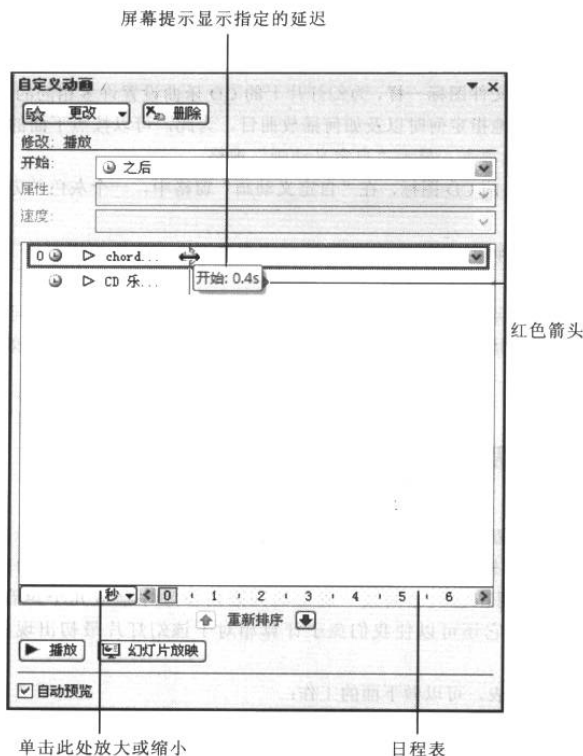 屏幕提示显示指定的延迟
自定义动画
更改 删除
修改: 播放
开始: 之后
属性:
速度:
0 chord...
CD 乐...
开始: 0.4s
红色箭头
秒 0 1 2 3 4 5 6
重新排序
播放 幻灯片放映
自动预览
单击此处放大或缩小 日程表